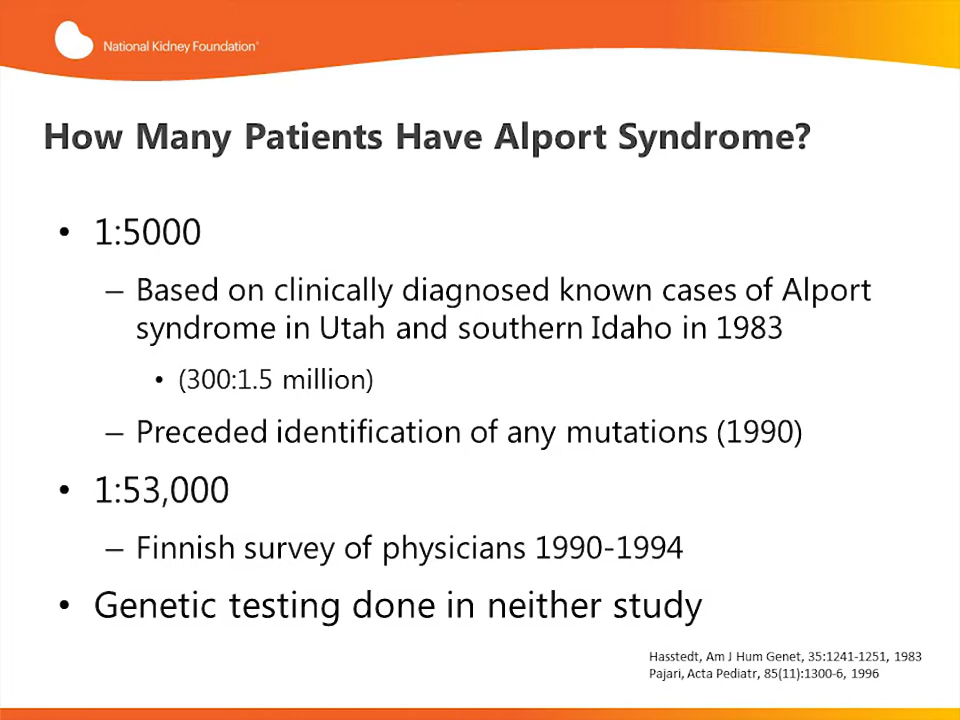 National Kidney Foundation®
How Many Patients Have Alport Syndrome?
• 1:5000
– Based on clinically diagnosed known cases of Alport
syndrome in Utah and southern Idaho in 1983
• (300:1.5 million)
– Preceded identification of any mutations (1990)
• 1:53,000
– Finnish survey of physicians 1990-1994
• Genetic testing done in neither study
Hasstedt, Am J Hum Genet, 35:1241-1251, 1983
Pajari, Acta Pediatr, 85(11):1300-6, 1996